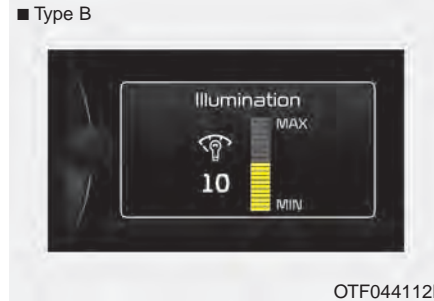 ■ Type B
Illumination
MAX
10
MIN
OTF044112